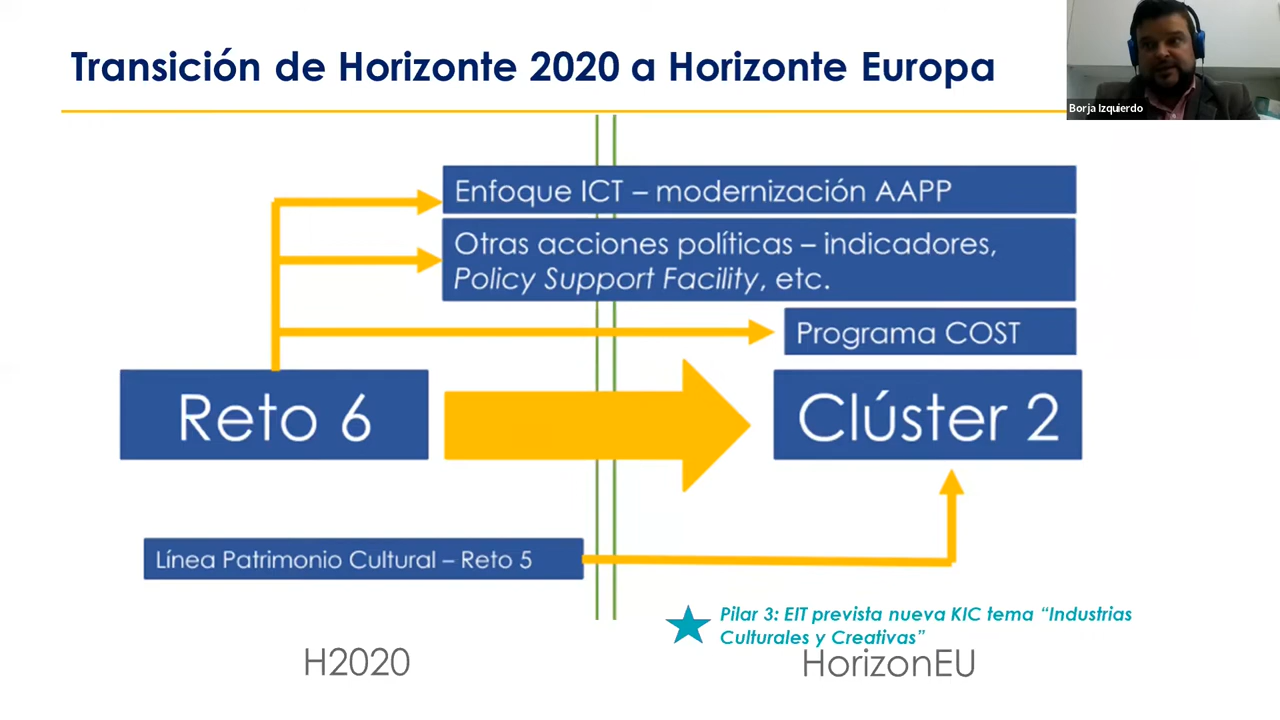 Transición de Horizonte 2020 a Horizonte Europa
Borja Izquierdo
Enfoque ICT – modernización AAPP
Otras acciones políticas – indicadores,
Policy Support Facility, etc.
Programa COST
Reto 6
Clúster 2
Línea Patrimonio Cultural – Reto 5
Pilar 3: EIT prevista nueva KIC tema “Industrias
Culturales y Creativas”
H2020
HorizonEU